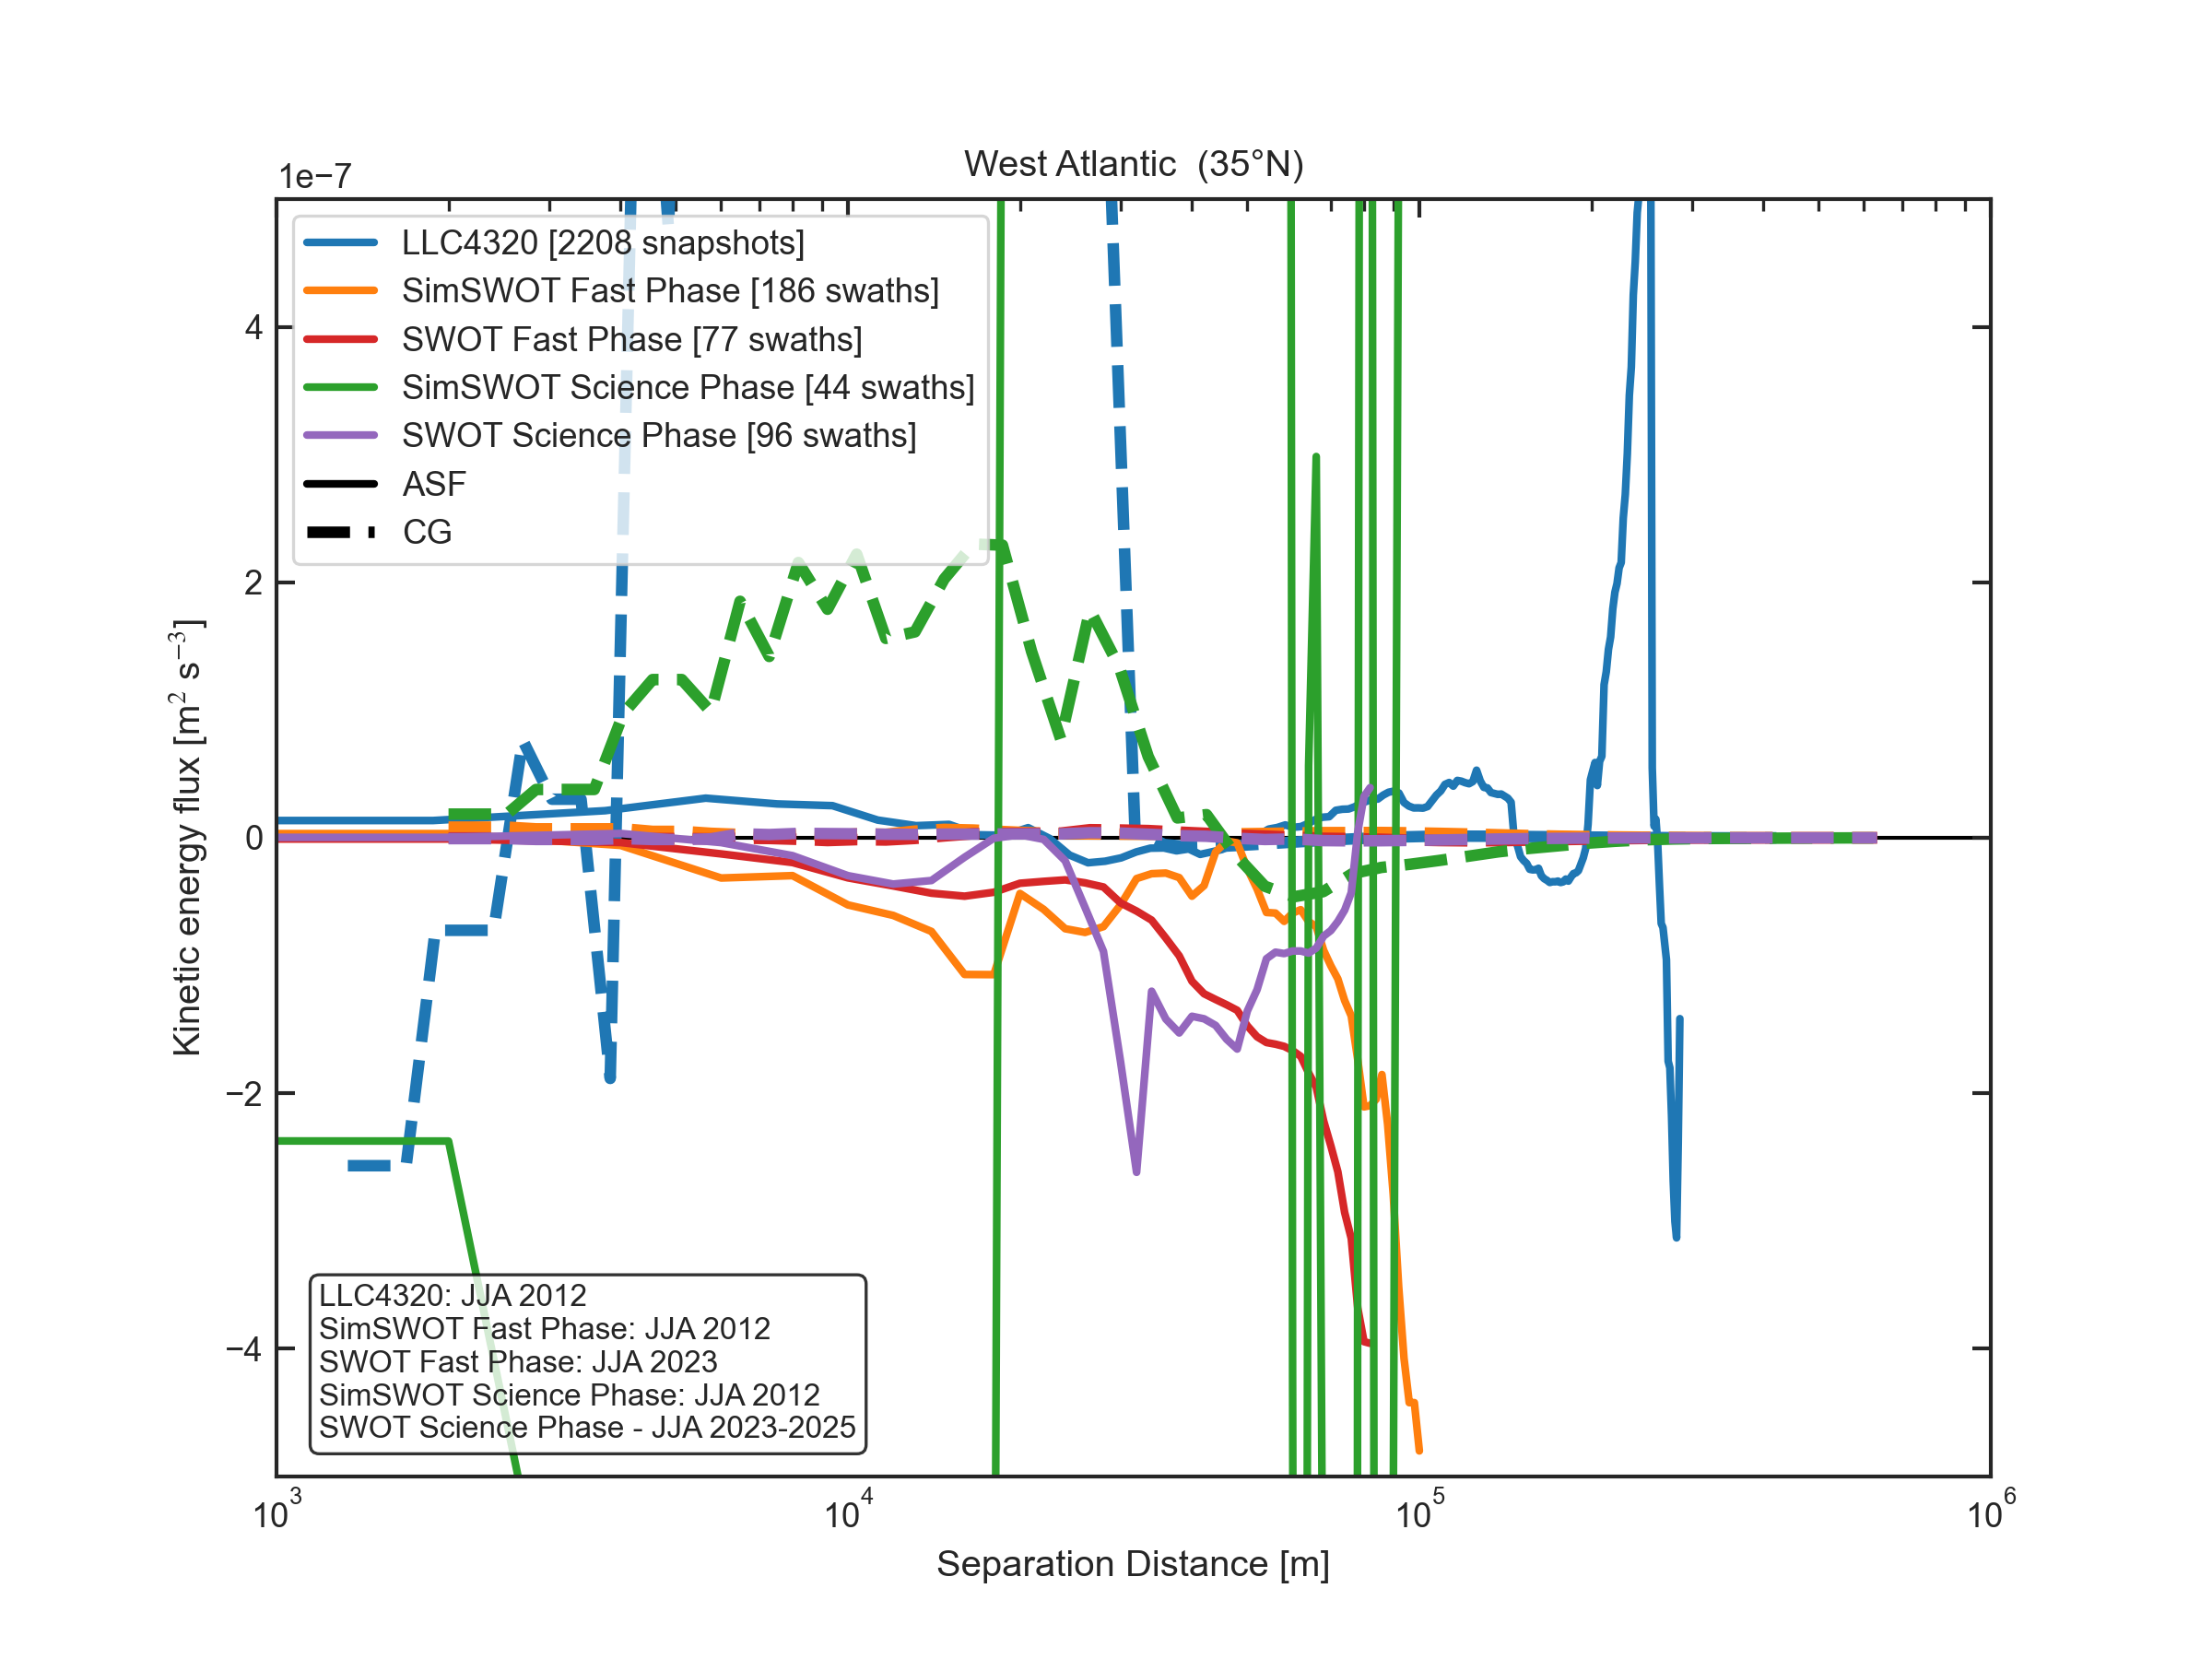 West Atlantic  (35°N)
1e−7
LLC4320 [2208 snapshots]
SimSWOT Fast Phase [186 swaths]
SWOT Fast Phase [77 swaths]
SimSWOT Science Phase [44 swaths]
SWOT Science Phase [96 swaths]
ASF
CG
4
2
0
−2
−4
Kinetic energy flux [m² s⁻³]
LLC4320: JJA 2012
SimSWOT Fast Phase: JJA 2012
SWOT Fast Phase: JJA 2023
SimSWOT Science Phase: JJA 2012
SWOT Science Phase - JJA 2023-2025
10³ 10⁴ 10⁵ 10⁶
Separation Distance [m]